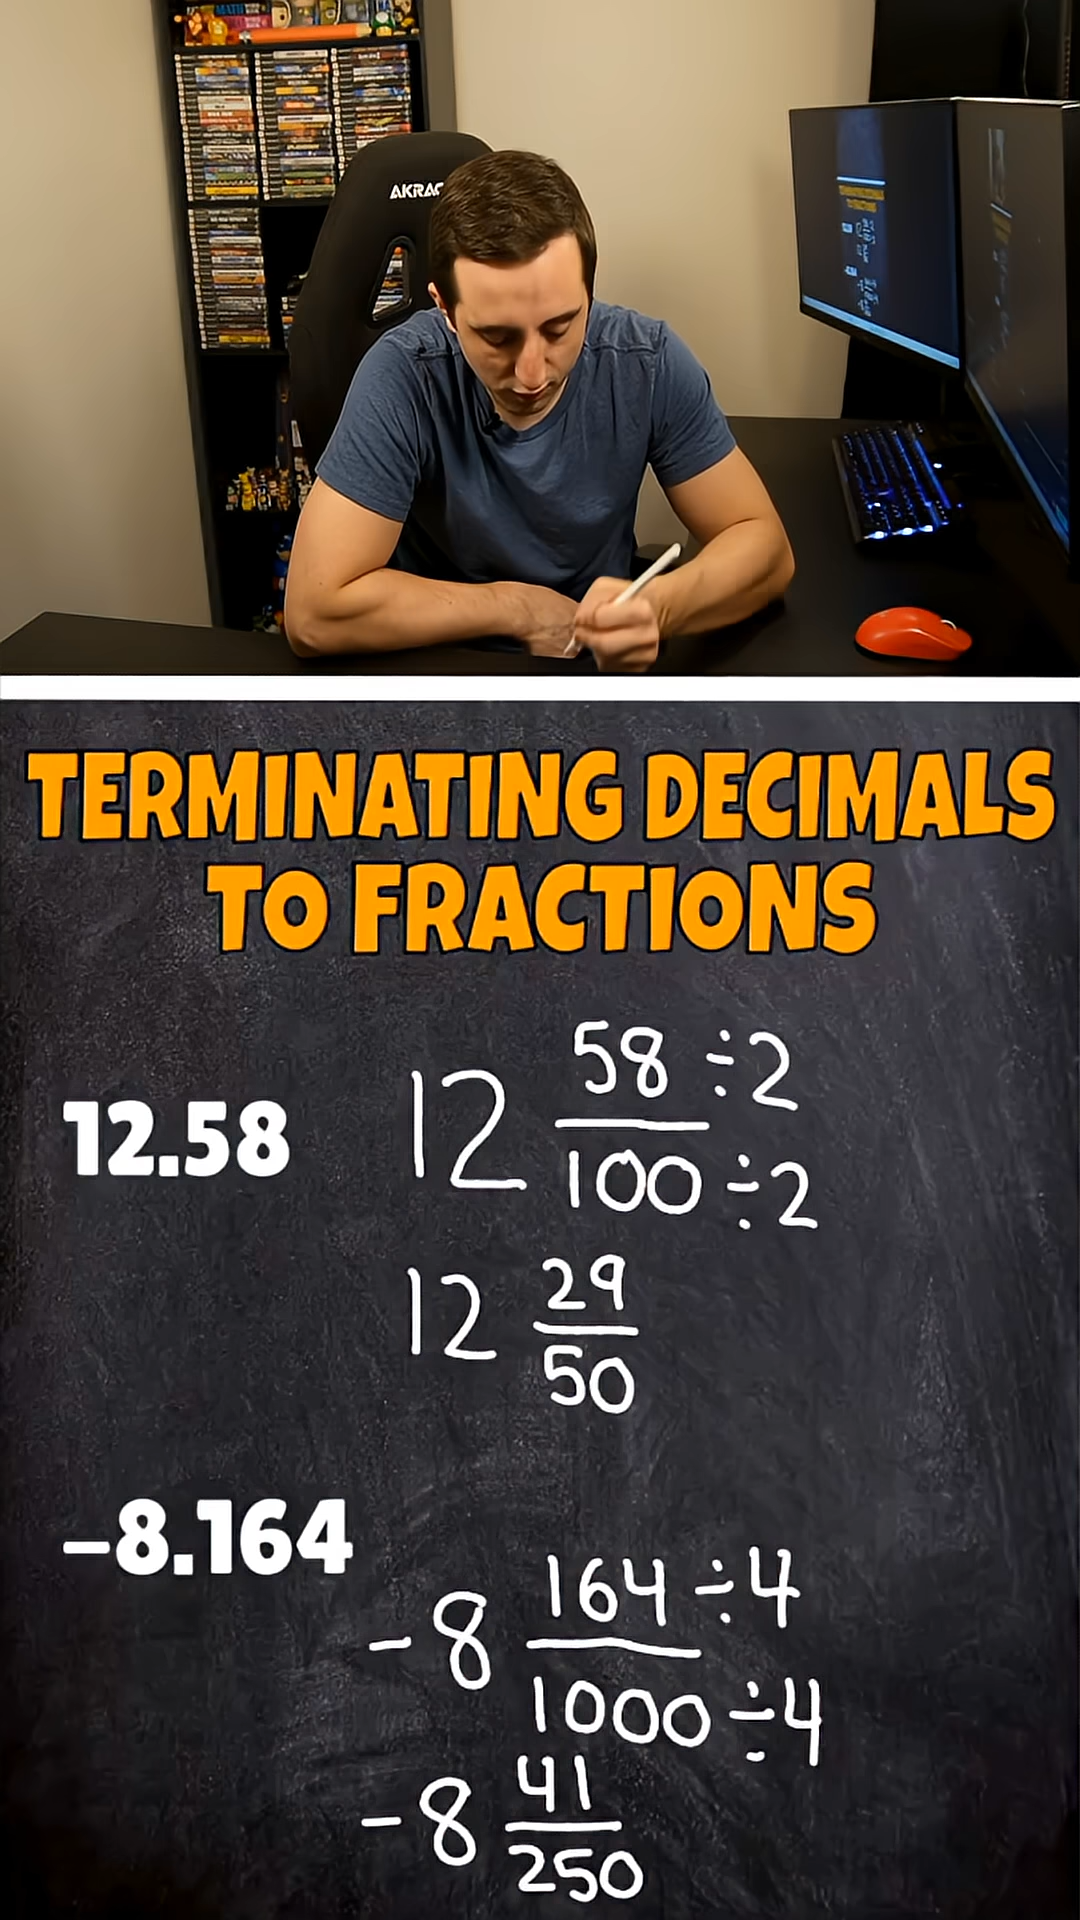 MATH
AKRAC
TERMINATING DECIMALS
TO FRACTIONS
12.58
12 58/100 ÷2 ÷2
12 29/50
–8.164
-8 164/1000 ÷4 ÷4
-8 41/250